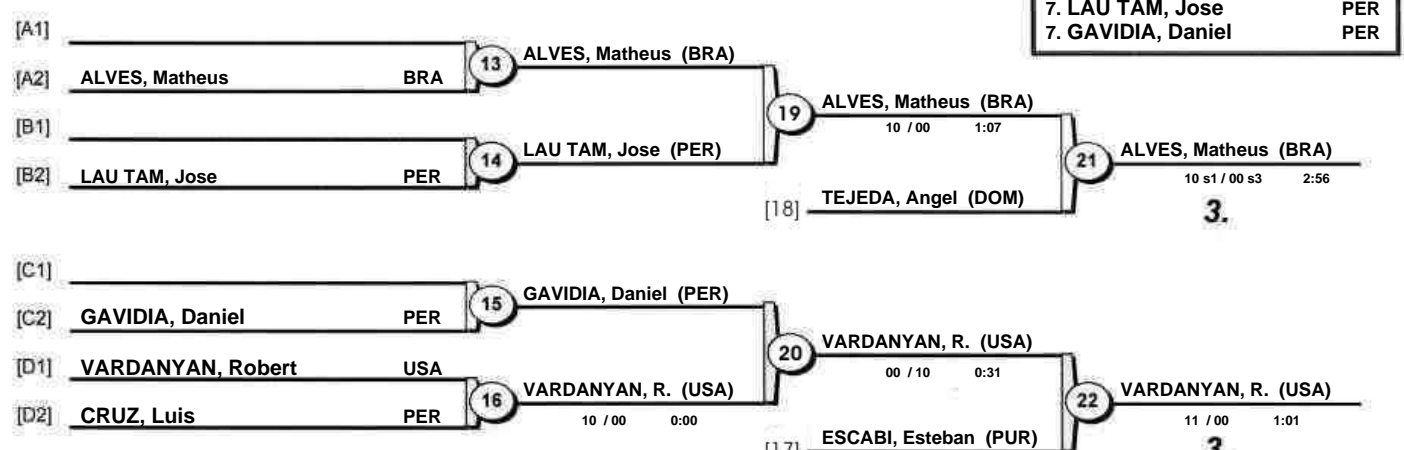 7. LAU TAM, Jose PER
7. GAVIDIA, Daniel PER
[A1]
13 ALVES, Matheus (BRA)
[A2] ALVES, Matheus BRA
19 ALVES, Matheus (BRA)
10 / 00 1:07
[B1]
14 LAU TAM, Jose (PER)
21 ALVES, Matheus (BRA)
10 s1 / 00 s3 2:56
[B2] LAU TAM, Jose PER
[18] TEJEDA, Angel (DOM)
3.
[C1]
15 GAVIDIA, Daniel (PER)
[C2] GAVIDIA, Daniel PER
20 VARDANYAN, R. (USA)
00 / 10 0:31
[D1] VARDANYAN, Robert USA
16 VARDANYAN, R. (USA)
10 / 00 0:00
22 VARDANYAN, R. (USA)
11 / 00 1:01
[D2] CRUZ, Luis PER
[17] ESCABI, Esteban (PUR)
3.